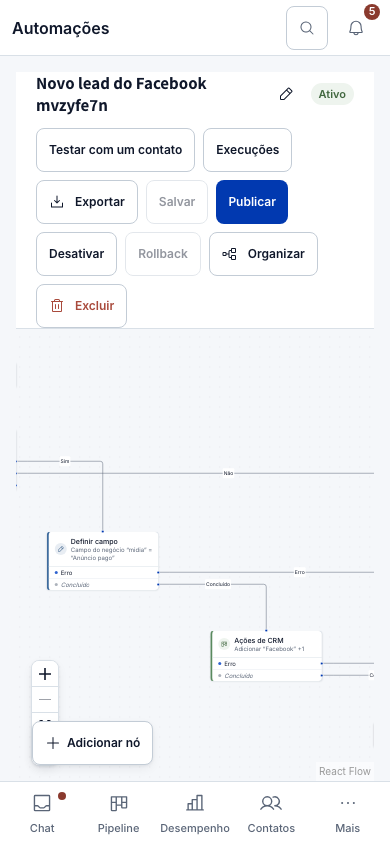 Automações
5
Novo lead do Facebook
mvzyfe7n
Ativo
Testar com um contato
Execuções
Exportar
Salvar
Publicar
Desativar
Rollback
Organizar
Excluir
Sim
Não
Definir campo
Campo do negócio "midia" =
"Anúncio pago"
Erro
Concluído
Erro
Concluído
Ações de CRM
Adicionar "Facebook" +1
Erro
Concluído
Adicionar nó
React Flow
Chat
Pipeline
Desempenho
Contatos
Mais